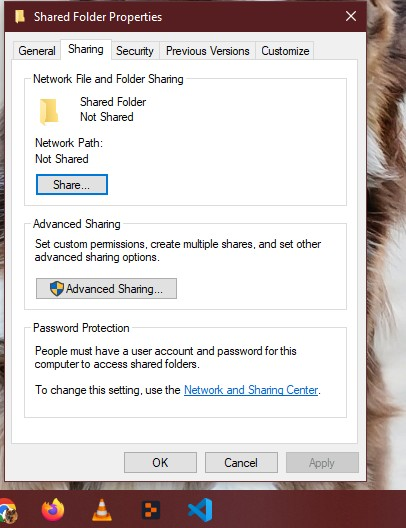 Shared Folder Properties
General Sharing Security Previous Versions Customize
Network File and Folder Sharing
Shared Folder
Not Shared
Network Path:
Not Shared
Share...
Advanced Sharing
Set custom permissions, create multiple shares, and set other
advanced sharing options.
Advanced Sharing...
Password Protection
People must have a user account and password for this
computer to access shared folders.
To change this setting, use the Network and Sharing Center.
OK Cancel Apply